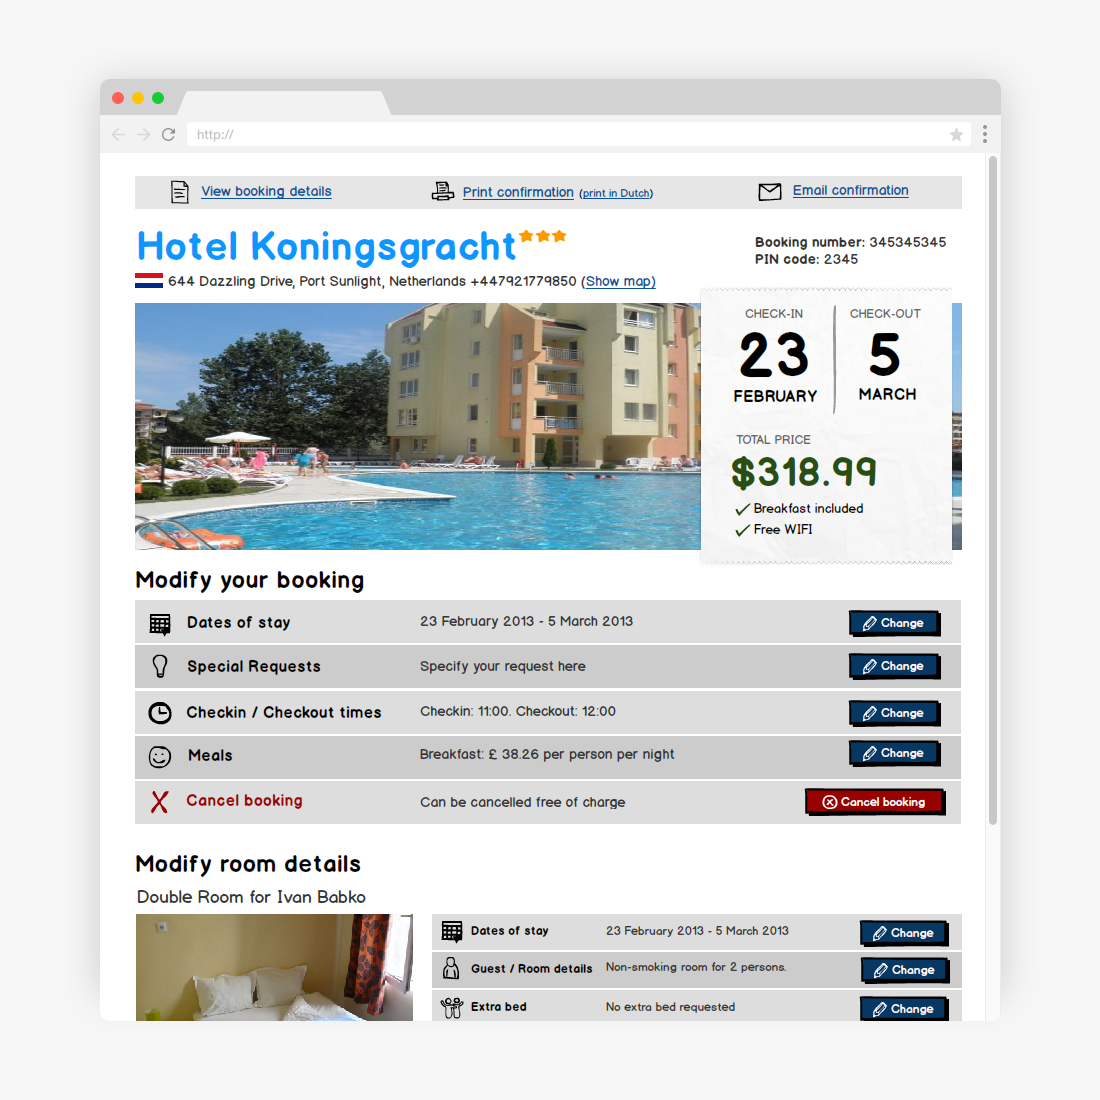 http://
View booking details
Print confirmation (print in Dutch)
Email confirmation
Hotel Koningsgracht
Booking number: 345345345
PIN code: 2345
644 Dazzling Drive, Port Sunlight, Netherlands +447921779850 (Show map)
CHECK-IN CHECK-OUT
23 5
FEBRUARY MARCH
TOTAL PRICE
$318.99
Breakfast included
Free WIFI
Modify your booking
Dates of stay 23 February 2013 - 5 March 2013 Change
Special Requests Specify your request here Change
Checkin / Checkout times Checkin: 11:00. Checkout: 12:00 Change
Meals Breakfast: £ 38.26 per person per night Change
Cancel booking Can be cancelled free of charge Cancel booking
Modify room details
Double Room for Ivan Babko
Dates of stay 23 February 2013 - 5 March 2013 Change
Guest / Room details Non-smoking room for 2 persons. Change
Extra bed No extra bed requested Change